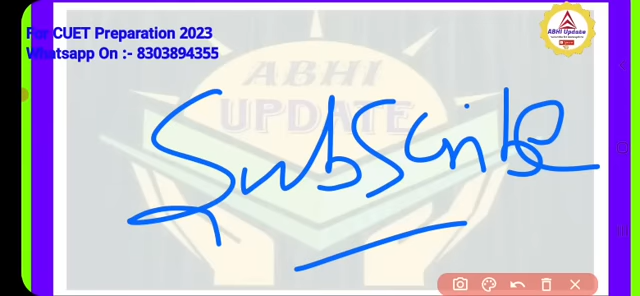 For CUET Preparation 2023
Whatsapp On :- 8303894355
ABHI Update
ABHI
UPDATE
Subscribe